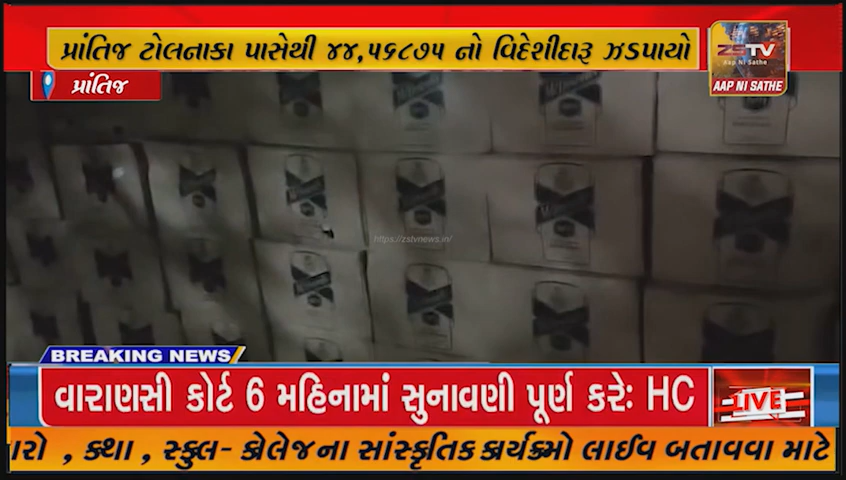 પ્રાંતિજ ટોલનાકા પાસેથી ૪૪,૫૬૮૭૫ નો વિદેશીદારૂ ઝડપાયો
ZSTV
Aap Ni Sathe
AAP NI SATHE
પ્રાંતિજ
https://zstvnews.in/
BREAKING NEWS
વારાણસી કોર્ટ 6 મહિનામાં સુનાવણી પૂર્ણ કરેઃ HC
LIVE
ારો , કથા , સ્કુલ- કોલેજના સાંસ્કૃતિક કાર્યક્રમો લાઈવ બતાવવા માટે